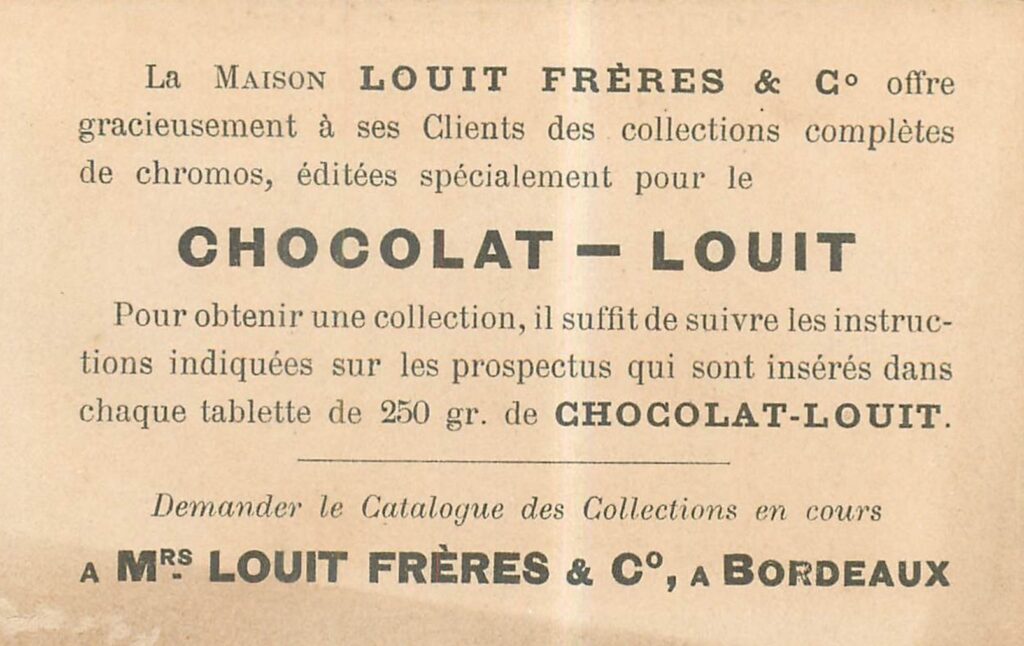 La MAISON LOUIT FRÈRES & Cº offre
gracieusement à ses Clients des collections complètes
de chromos, éditées spécialement pour le
CHOCOLAT — LOUIT
Pour obtenir une collection, il suffit de suivre les instruc-
tions indiquées sur les prospectus qui sont insérés dans
chaque tablette de 250 gr. de CHOCOLAT-LOUIT.
Demander le Catalogue des Collections en cours
A MRS LOUIT FRÈRES & Cº, A BORDEAUX